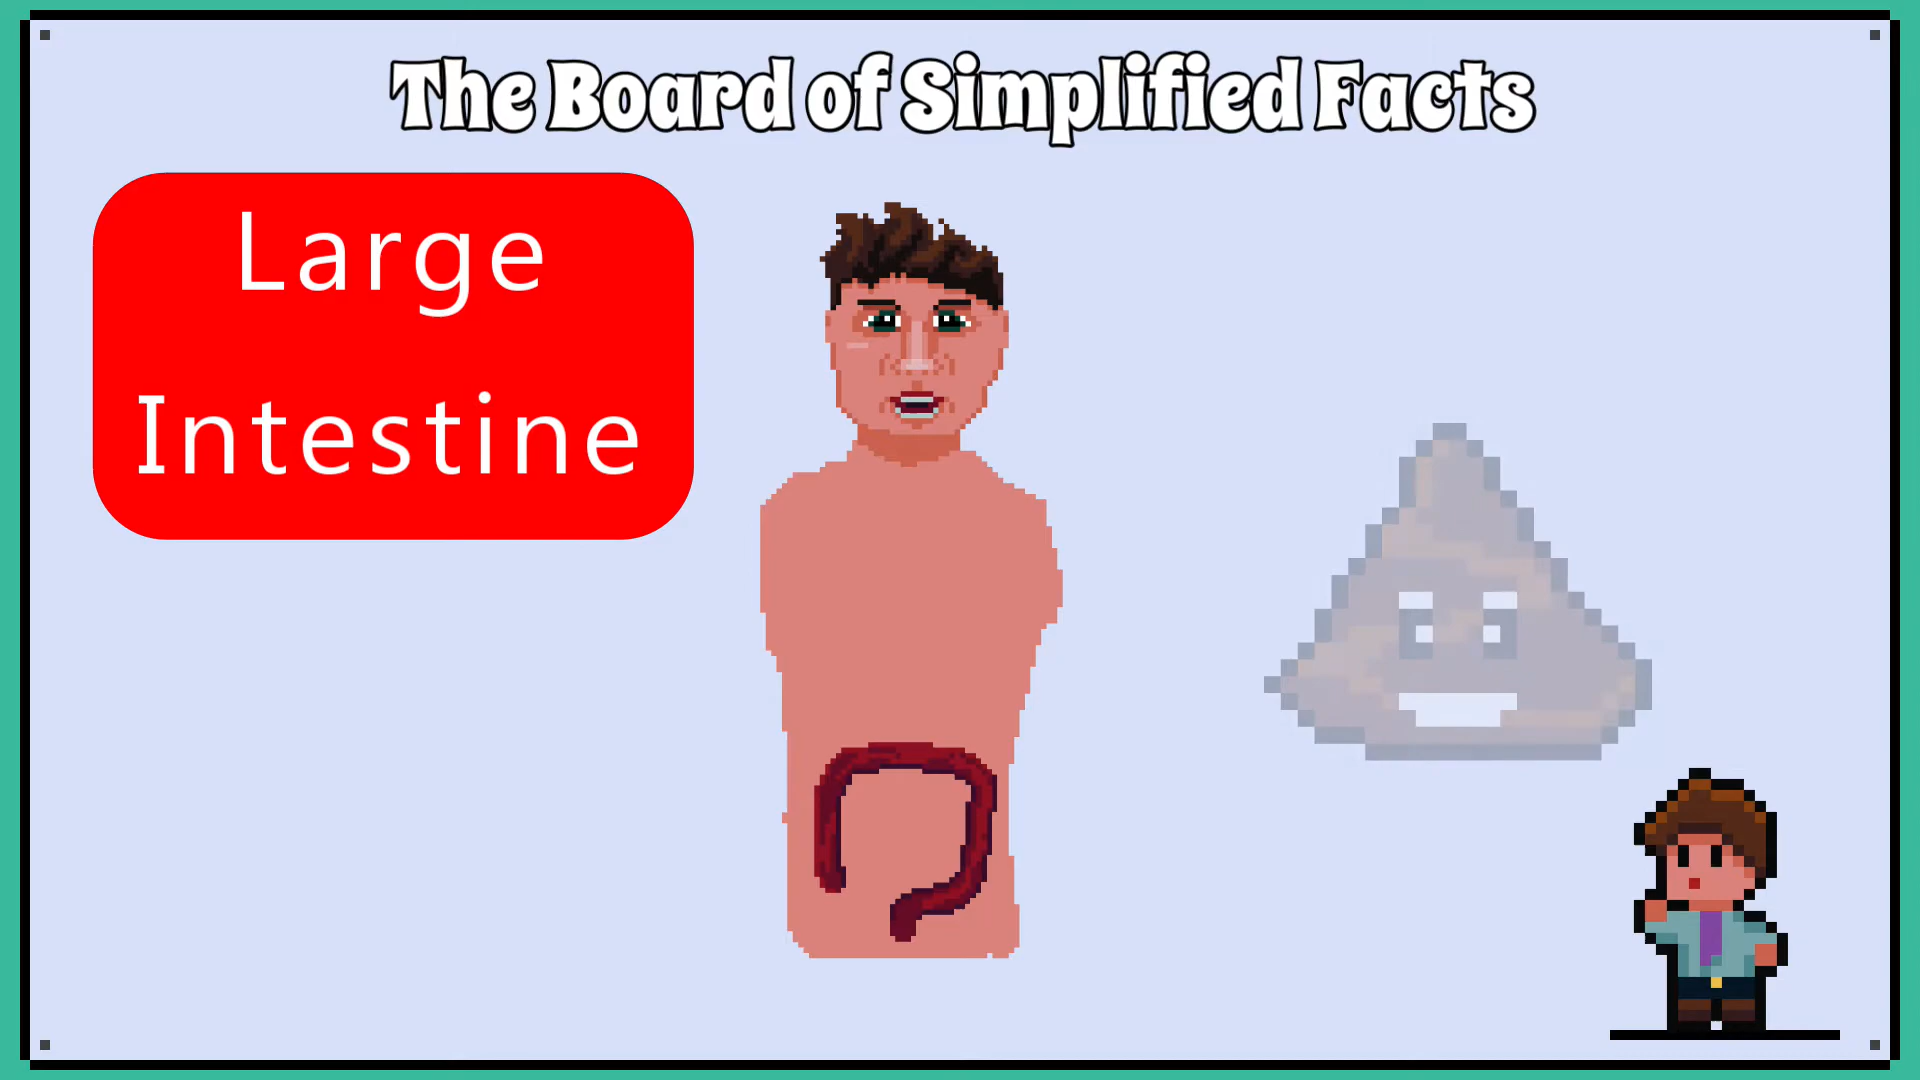 The Board of Simplified Facts
Large
Intestine